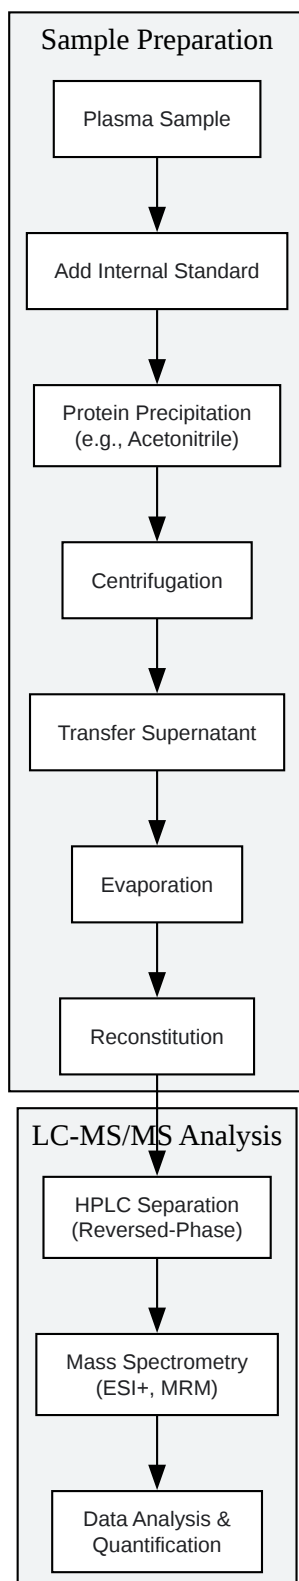 Sample Preparation
Plasma Sample
Add Internal Standard
Protein Precipitation
(e.g., Acetonitrile)
Centrifugation
Transfer Supernatant
Evaporation
Reconstitution
LC-MS/MS Analysis
HPLC Separation
(Reversed-Phase)
Mass Spectrometry
(ESI+, MRM)
Data Analysis &
Quantification